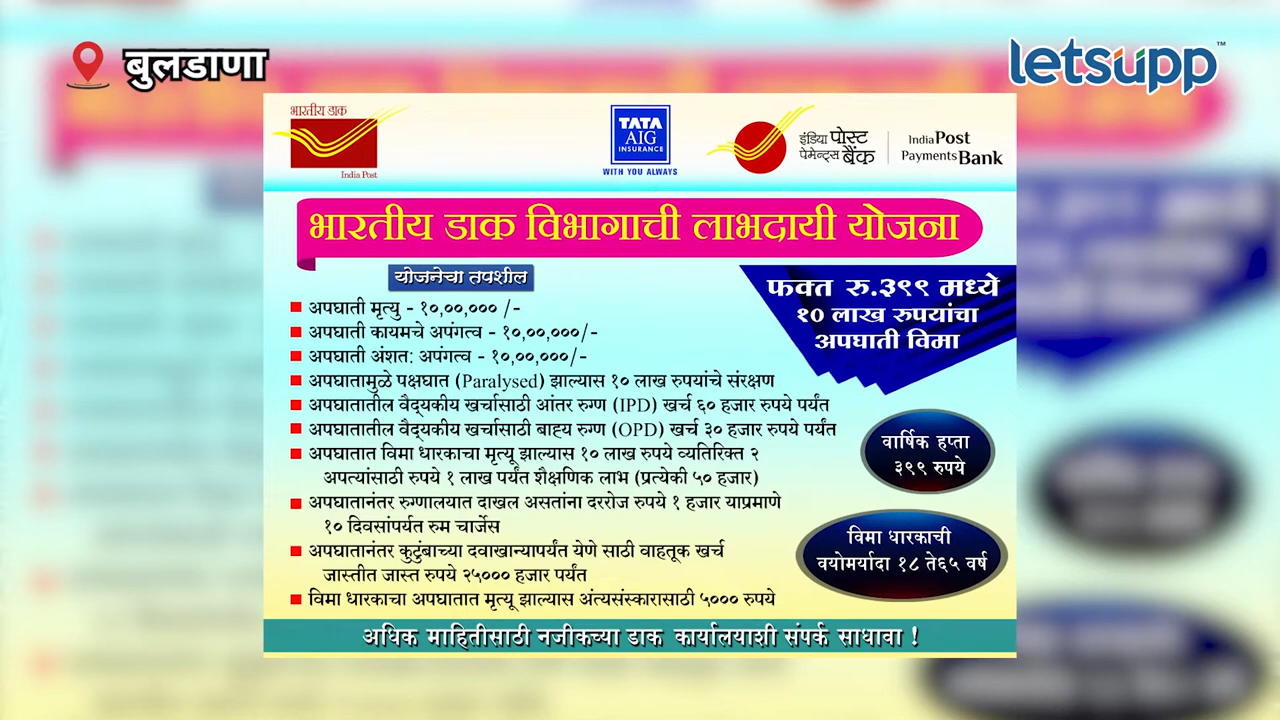 बुलडाणा
letsupp™
भारतीय डाक
India Post
TATA
AIG
INSURANCE
WITH YOU ALWAYS
इंडिया पोस्ट
पेमेन्ट्स बैंक
India Post
Payments Bank
भारतीय डाक विभागाची लाभदायी योजना
योजनेचा तपशील
फक्त रु.३९९ मध्ये
१० लाख रुपयांचा
अपघाती विमा
अपघाती मृत्यु - १०,००,००० /-
अपघाती कायमचे अपंगत्व - १०,००,०००/-
अपघाती अंशत: अपंगत्व - १०,००,०००/-
अपघातामुळे पक्षघात (Paralysed) झाल्यास १० लाख रुपयांचे संरक्षण
अपघातातील वैद्यकीय खर्चासाठी आंतर रुग्ण (IPD) खर्च ६० हजार रुपये पर्यंत
अपघातातील वैद्यकीय खर्चासाठी बाह्य रुग्ण (OPD) खर्च ३० हजार रुपये पर्यंत
अपघातात विमा धारकाचा मृत्यू झाल्यास १० लाख रुपये व्यतिरिक्त २
अपत्यांसाठी रुपये १ लाख पर्यंत शैक्षणिक लाभ (प्रत्येकी ५० हजार)
अपघातानंतर रुग्णालयात दाखल असतांना दररोज रुपये १ हजार याप्रमाणे
१० दिवसांपर्यत रुम चार्जेस
अपघातानंतर कुटुंबाच्या दवाखान्यापर्यंत येणे साठी वाहतूक खर्च
जास्तीत जास्त रुपये २५००० हजार पर्यंत
विमा धारकाचा अपघातात मृत्यू झाल्यास अंत्यसंस्कारासाठी ५००० रुपये
वार्षिक हप्ता
३९९ रुपये
विमा धारकाची
वयोमर्यादा १८ ते६५ वर्ष
अधिक माहितीसाठी नजीकच्या डाक कार्यालयाशी संपर्क साधावा !